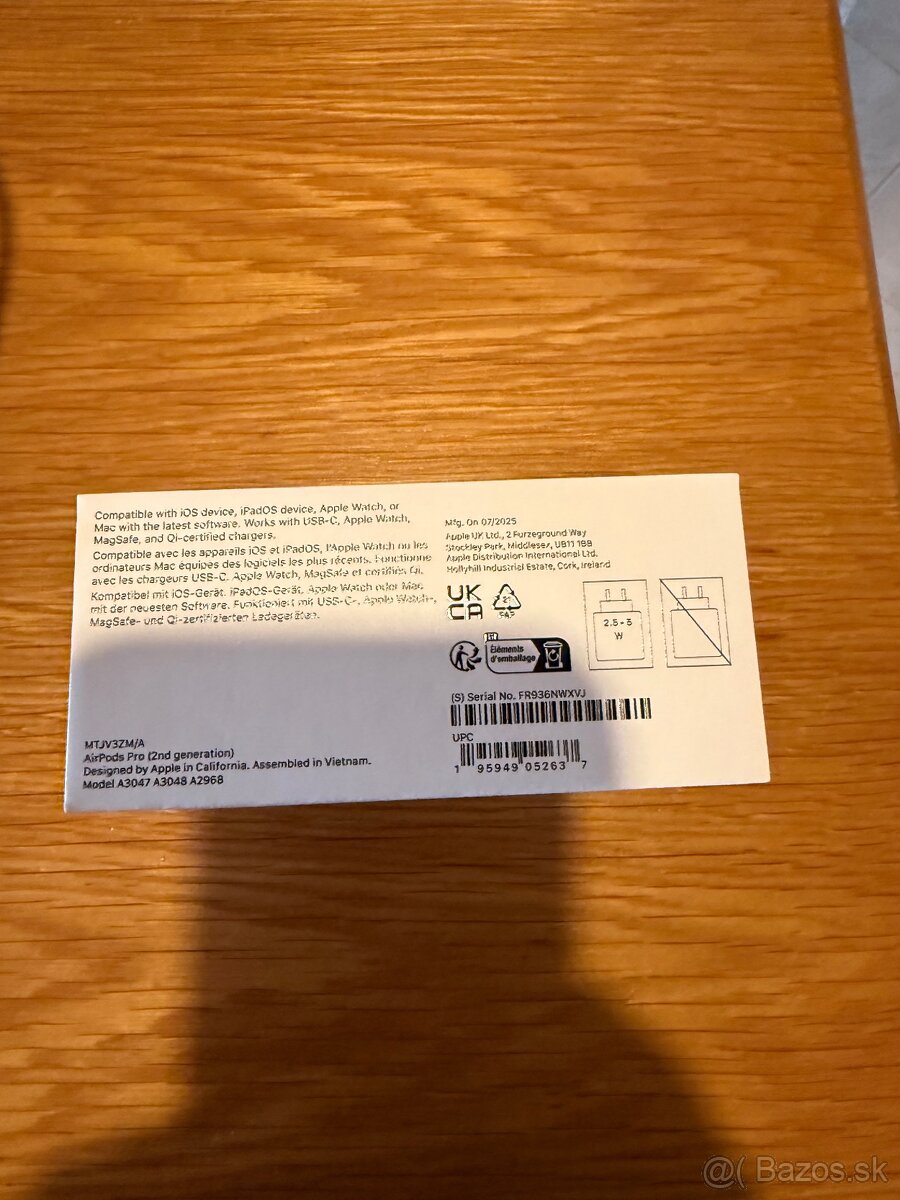 Compatible with iOS device, iPadOS device, Apple Watch, or
Mac with the latest software. Works with USB-C, Apple Watch,
MagSafe, and Qi-certified chargers.
Compatible avec les appareils iOS et iPadOS, l'Apple Watch ou les
ordinateurs Mac équipés des logiciels les plus récents. Fonctionne
avec les chargeurs USB-C, Apple Watch, MagSafe et certifiés Qi.
Kompatibel mit iOS-Gerät, iPadOS-Gerät, Apple Watch oder Mac
mit der neuesten Software. Funktioniert mit USB-C-, Apple Watch-,
MagSafe- und Qi-zertifizierten Ladegeräten.
MTJV3ZM/A
AirPods Pro (2nd generation)
Designed by Apple in California. Assembled in Vietnam.
Model A3047 A3048 A2968
Mfg. On 07/2025
Apple UK Ltd., 2 Furzeground Way
Stockley Park, Middlesex, UB11 1BB
Apple Distribution International Ltd.
Hollyhill Industrial Estate, Cork, Ireland
UK
CA
21
PAP
2.5 - 5
W
Éléments
d'emballage
(S) Serial No. FR936NWXVJ
UPC
1 95949 05263 7
@( Bazos.sk